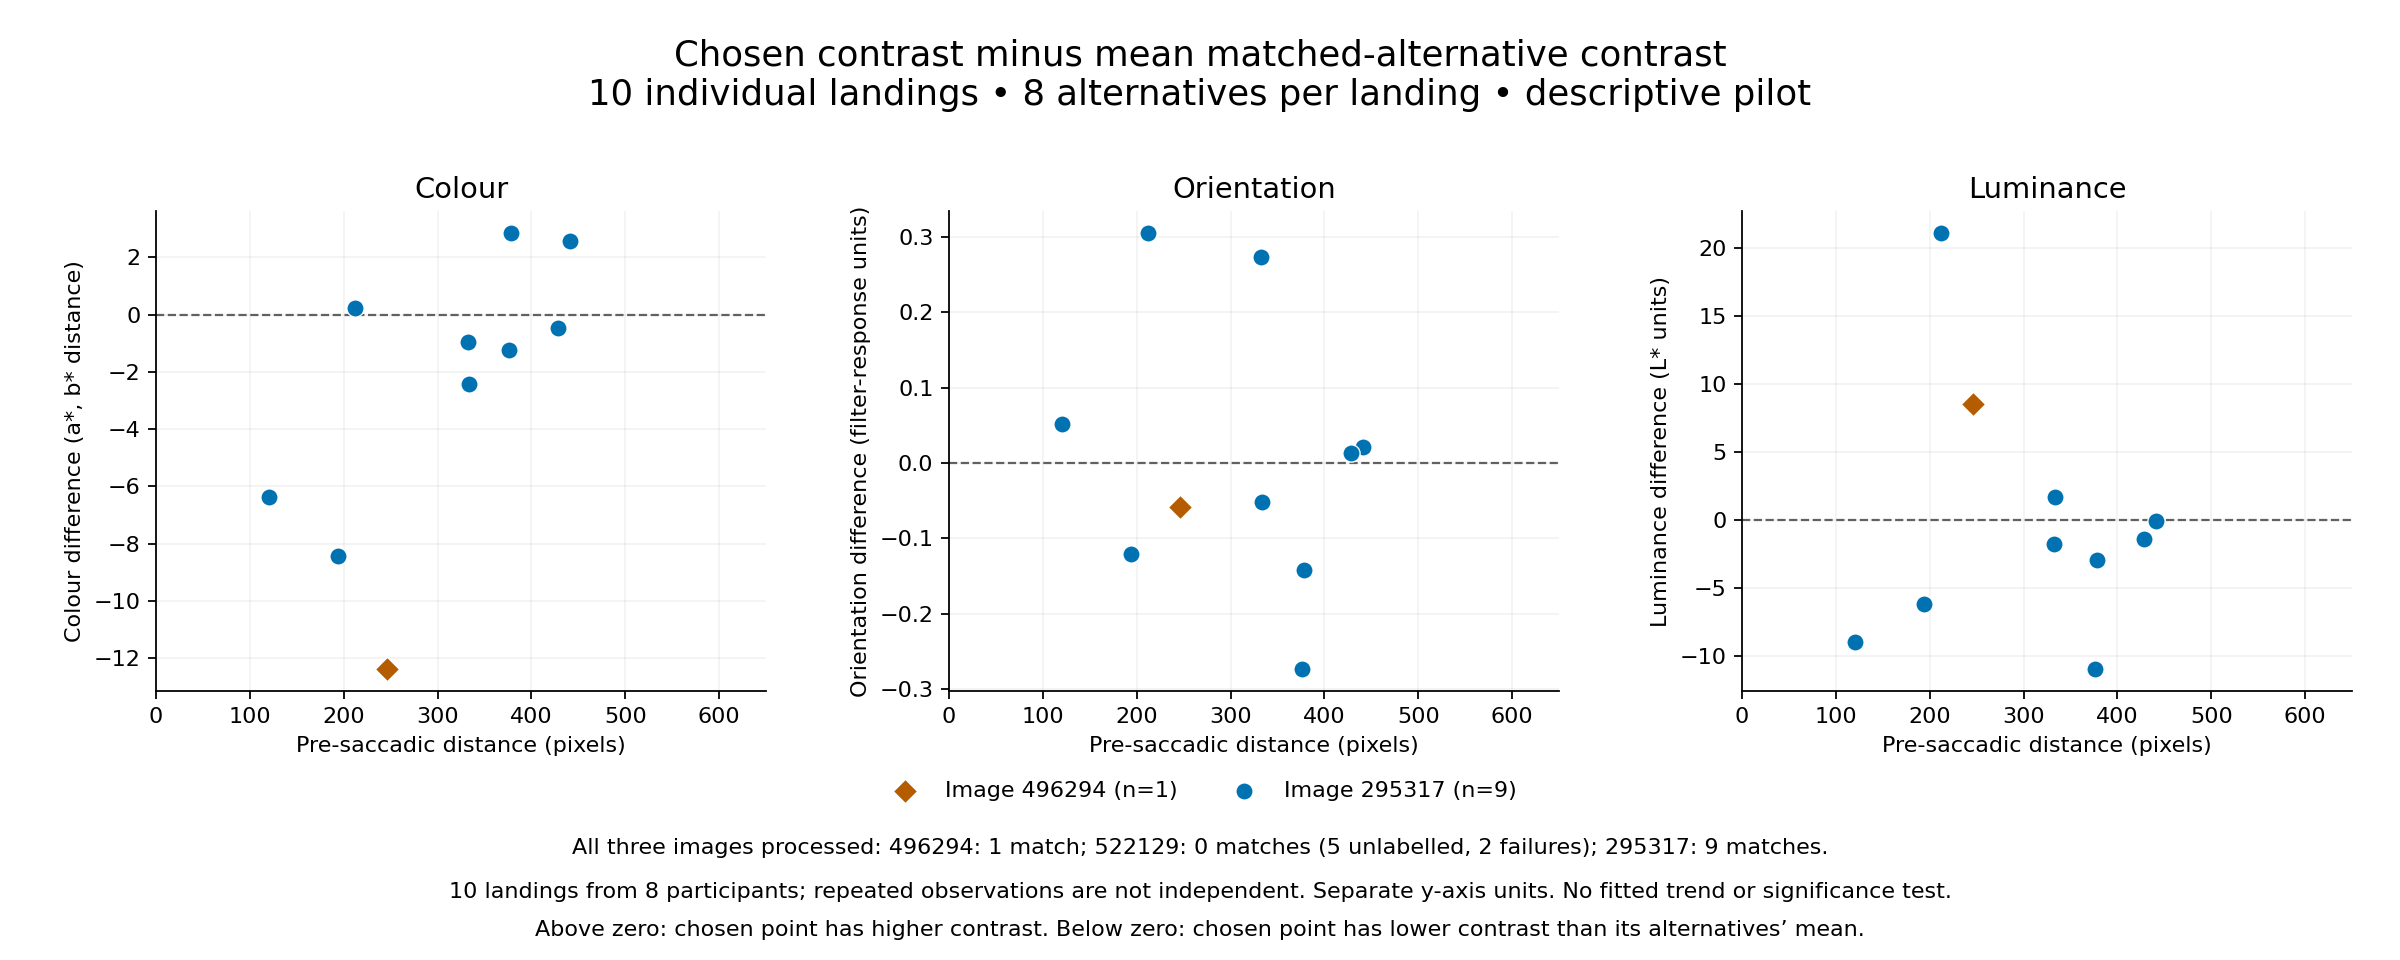 Chosen contrast minus mean matched-alternative contrast
10 individual landings • 8 alternatives per landing • descriptive pilot
Colour
Colour difference (a*, b* distance)
2
0
−2
−4
−6
−8
−10
−12
0 100 200 300 400 500 600
Pre-saccadic distance (pixels)
Orientation
Orientation difference (filter-response units)
0.3
0.2
0.1
0.0
−0.1
−0.2
−0.3
0 100 200 300 400 500 600
Pre-saccadic distance (pixels)
Luminance
Luminance difference (L* units)
20
15
10
5
0
−5
−10
0 100 200 300 400 500 600
Pre-saccadic distance (pixels)
Image 496294 (n=1) Image 295317 (n=9)
All three images processed: 496294: 1 match; 522129: 0 matches (5 unlabelled, 2 failures); 295317: 9 matches.
10 landings from 8 participants; repeated observations are not independent. Separate y-axis units. No fitted trend or significance test.
Above zero: chosen point has higher contrast. Below zero: chosen point has lower contrast than its alternatives’ mean.